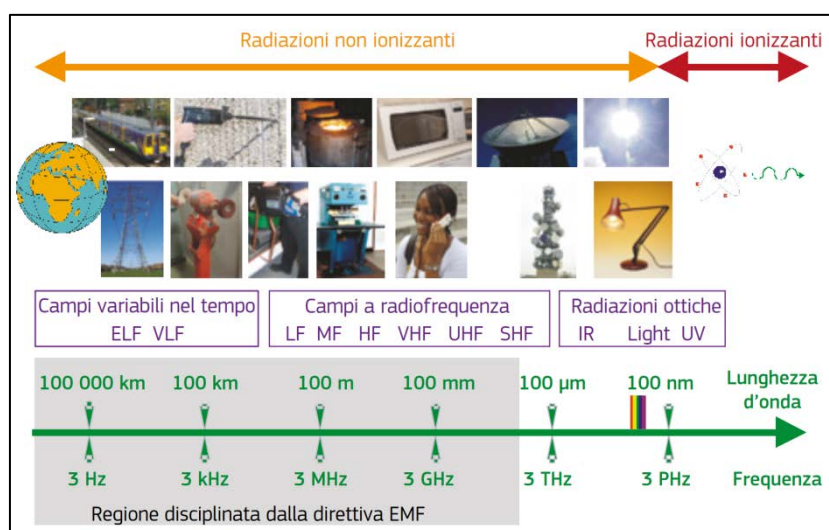 Radiazioni non ionizzanti
Radiazioni ionizzanti
Campi variabili nel tempo
ELF VLF
Campi a radiofrequenza
LF MF HF VHF UHF SHF
Radiazioni ottiche
IR Light UV
100 000 km 100 km 100 m 100 mm 100 µm 100 nm
Lunghezza
d'onda
3 Hz 3 kHz 3 MHz 3 GHz 3 THz 3 PHz Frequenza
Regione disciplinata dalla direttiva EMF